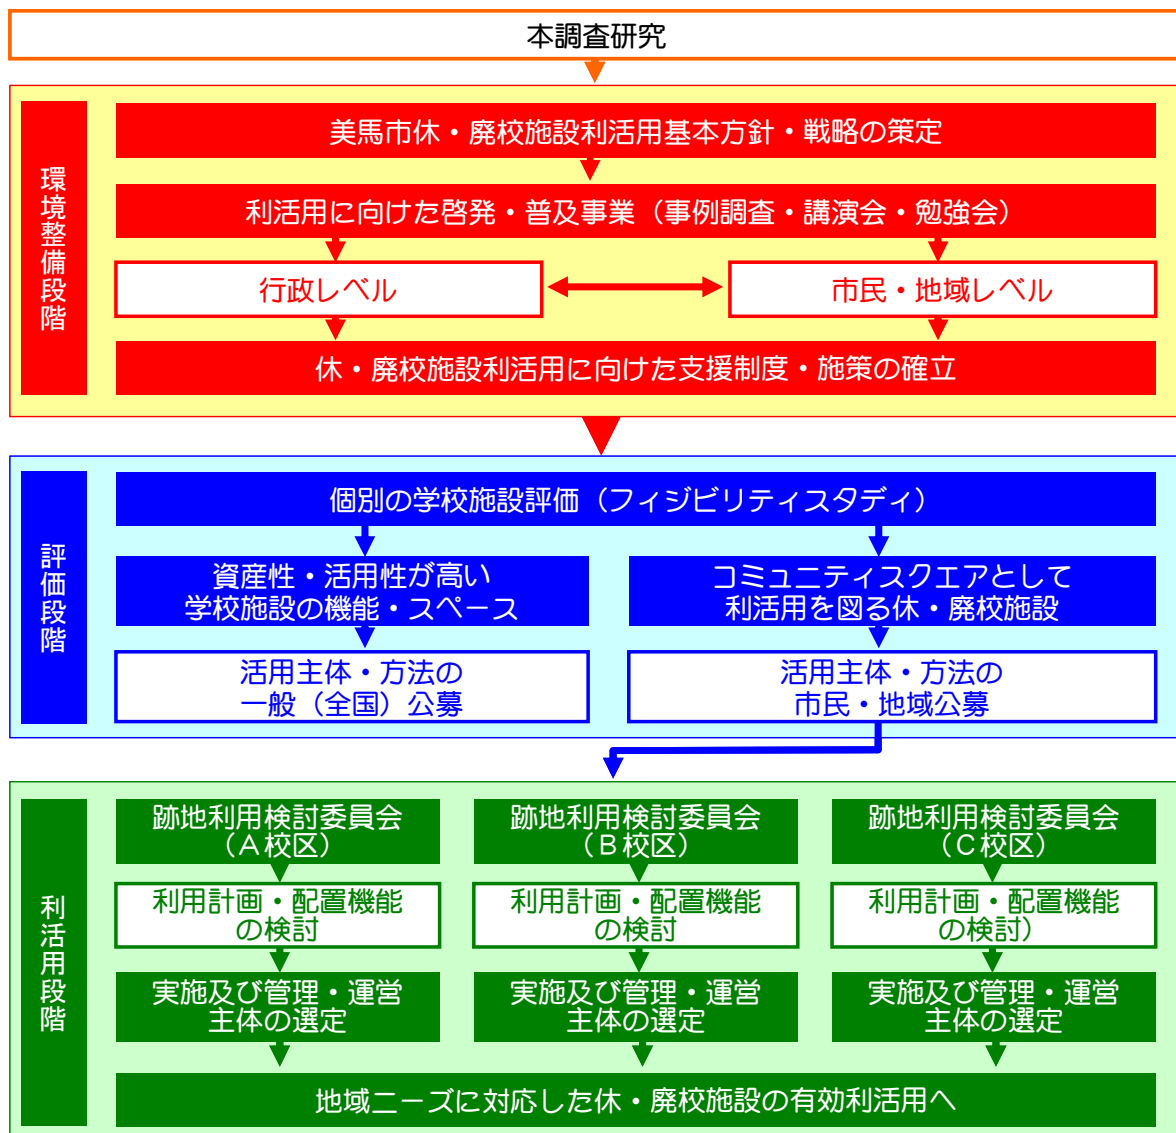 本調査研究
環境整備段階
美馬市休・廃校施設利活用基本方針・戦略の策定
利活用に向けた啓発・普及事業（事例調査・講演会・勉強会）
行政レベル
市民・地域レベル
休・廃校施設利活用に向けた支援制度・施策の確立
評価段階
個別の学校施設評価（フィジビリティスタディ）
資産性・活用性が高い
学校施設の機能・スペース
コミュニティスクエアとして
利活用を図る休・廃校施設
活用主体・方法の
一般（全国）公募
活用主体・方法の
市民・地域公募
利活用段階
跡地利用検討委員会
（Ａ校区）
跡地利用検討委員会
（Ｂ校区）
跡地利用検討委員会
（Ｃ校区）
利用計画・配置機能
の検討
利用計画・配置機能
の検討
利用計画・配置機能
の検討）
実施及び管理・運営
主体の選定
実施及び管理・運営
主体の選定
実施及び管理・運営
主体の選定
地域ニーズに対応した休・廃校施設の有効利活用へ